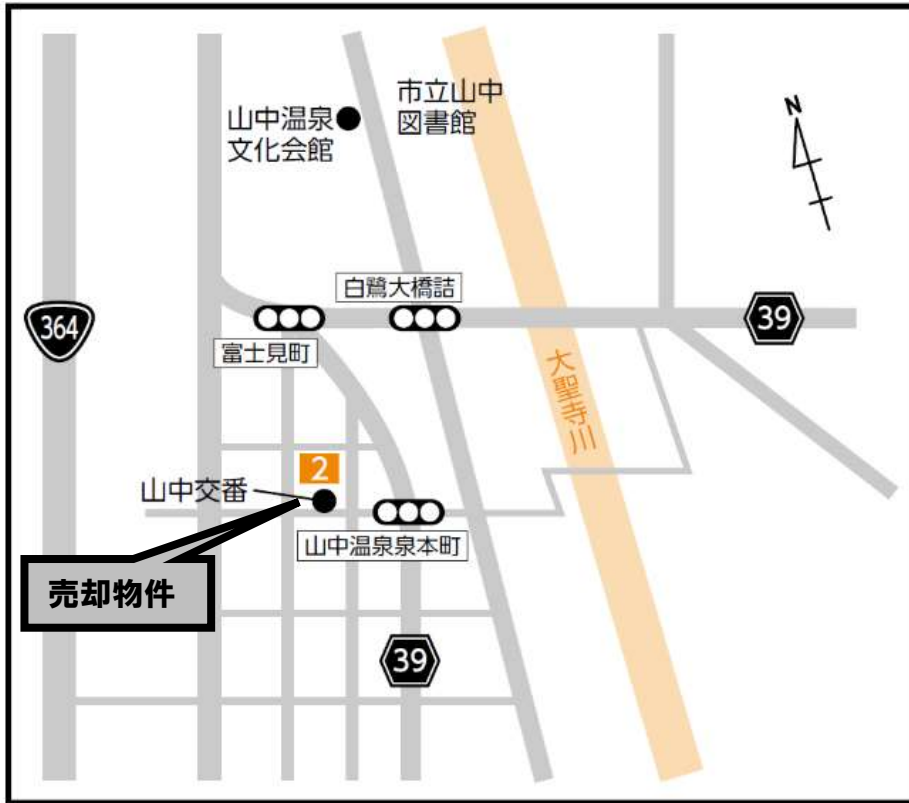 市立山中
図書館
山中温泉
文化会館
N
白鷺大橋詰
364
39
富士見町
大聖寺川
2
山中交番
山中温泉泉本町
売却物件
39